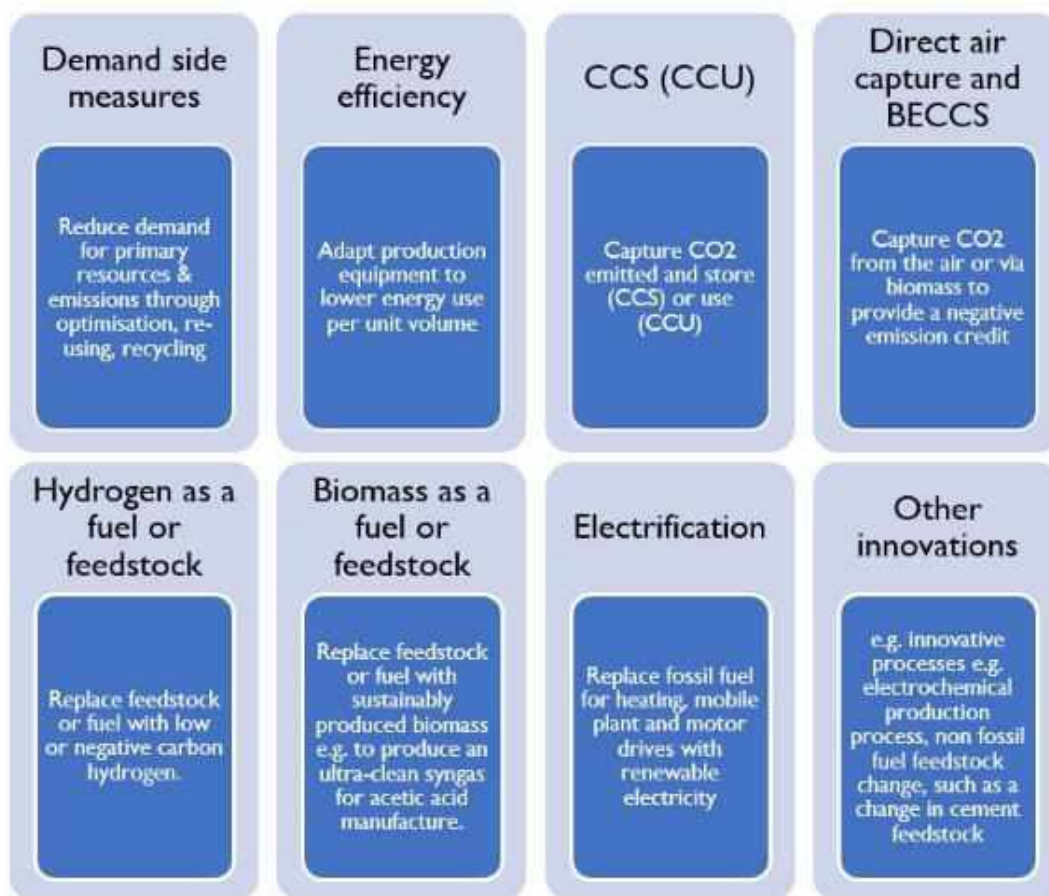 Demand side
measures
Reduce demand
for primary
resources &
emissions through
optimisation, re-
using, recycling
Energy
efficiency
Adapt production
equipment to
lower energy use
per unit volume
CCS (CCU)
Capture CO2
emitted and store
(CCS) or use
(CCU)
Direct air
capture and
BECCS
Capture CO2
from the air or via
biomass to
provide a negative
emission credit
Hydrogen as a
fuel or
feedstock
Replace feedstock
or fuel with low
or negative carbon
hydrogen.
Biomass as a
fuel or
feedstock
Replace feedstock
or fuel with
sustainably
produced biomass
e.g. to produce an
ultra-clean syngas
for acetic acid
manufacture.
Electrification
Replace fossil fuel
for heating, mobile
plant and motor
drives with
renewable
electricity
Other
innovations
e.g. innovative
processes e.g.
electrochemical
production
process, non fossil
fuel feedstock
change, such as a
change in cement
feedstock